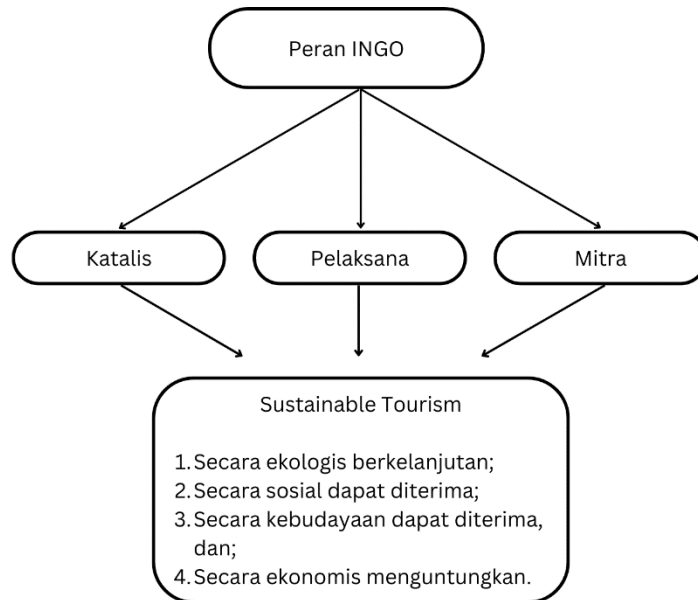 Peran INGO
Katalis
Pelaksana
Mitra
Sustainable Tourism
1. Secara ekologis berkelanjutan;
2. Secara sosial dapat diterima;
3. Secara kebudayaan dapat diterima,
dan;
4. Secara ekonomis menguntungkan.